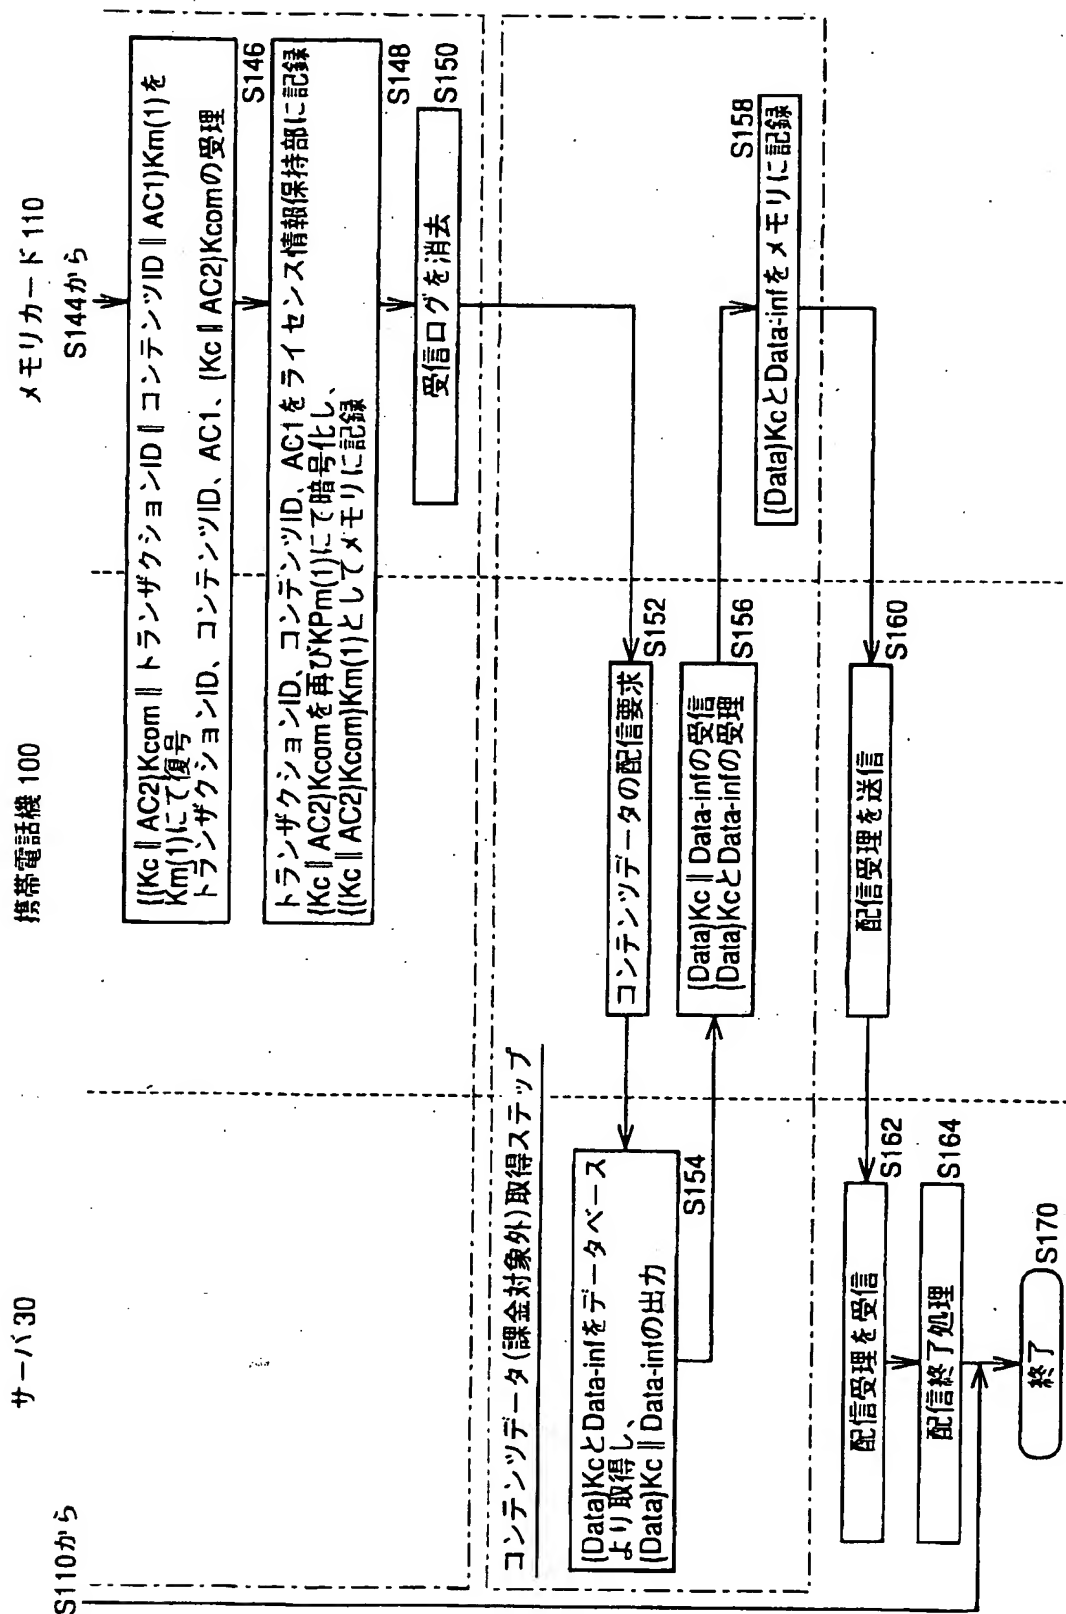 サーバ30
携帯電話機 100
メモリカード 110
S110から
S144から
{{Kc‖AC2}Kcom‖トランザクションID‖コンテンツID‖AC1}Km(1)を
Km(1)にて復号
トランザクションID、コンテンツID、AC1、{Kc‖AC2}Kcomの受理
S146
トランザクションID、コンテンツID、AC1をライセンス情報保持部に記録
{Kc‖AC2}Kcomを再びKPm(1)にて暗号化し、
{{Kc‖AC2}Kcom}Km(1)としてメモリに記録
S148
受信ログを消去
S150
コンテンツデータ(課金対象外)取得ステップ
コンテンツデータの配信要求
S152
{Data}KcとData-infをデータベース
より取得し、
{Data}Kc‖Data-infの出力
S154
{Data}Kc‖Data-infの受信
{Data}KcとData-infの受理
S156
{Data}KcとData-infをメモリに記録
S158
配信受理を送信
S160
配信受理を受信
S162
配信終了処理
S164
終了
S170